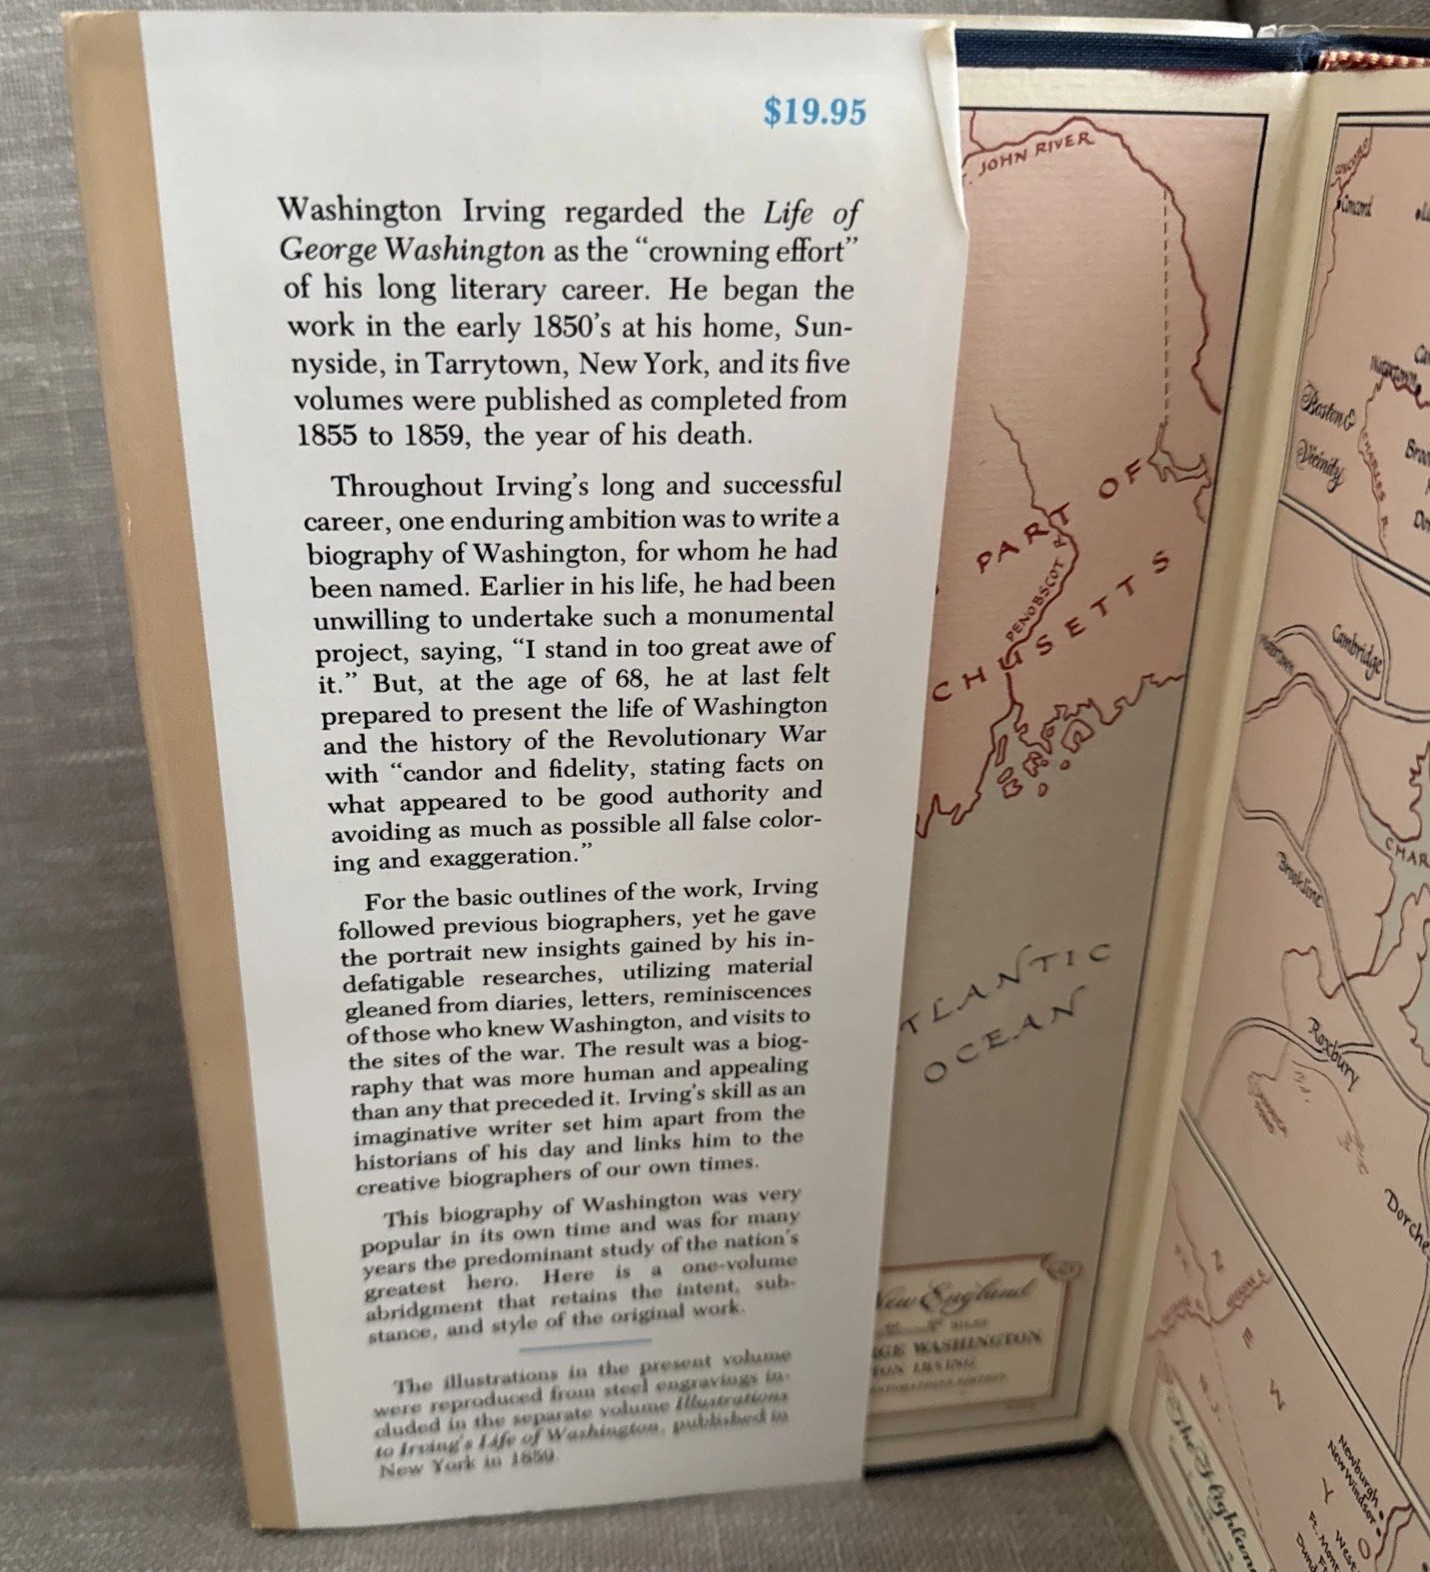 $19.95
Washington Irving regarded the Life of
George Washington as the “crowning effort”
of his long literary career. He began the
work in the early 1850’s at his home, Sun-
nyside, in Tarrytown, New York, and its five
volumes were published as completed from
1855 to 1859, the year of his death.
Throughout Irving’s long and successful
career, one enduring ambition was to write a
biography of Washington, for whom he had
been named. Earlier in his life, he had been
unwilling to undertake such a monumental
project, saying, “I stand in too great awe of
it.” But, at the age of 68, he at last felt
prepared to present the life of Washington
and the history of the Revolutionary War
with “candor and fidelity, stating facts on
what appeared to be good authority and
avoiding as much as possible all false color-
ing and exaggeration.”
For the basic outlines of the work, Irving
followed previous biographers, yet he gave
the portrait new insights gained by his in-
defatigable researches, utilizing material
gleaned from diaries, letters, reminiscences
of those who knew Washington, and visits to
the sites of the war. The result was a biog-
raphy that was more human and appealing
than any that preceded it. Irving’s skill as an
imaginative writer set him apart from the
historians of his day and links him to the
creative biographers of our own times.
This biography of Washington was very
popular in its own time and was for many
years the predominant study of the nation’s
greatest hero. Here is a one-volume
abridgment that retains the intent, sub-
stance, and style of the original work.
The illustrations in the present volume
were reproduced from steel engravings in-
cluded in the separate volume Illustrations
to Irving’s Life of Washington, published in
New York in 1859.
JOHN RIVER
PART OF
PENOBSCOT R
CHUSETTS
TLANTIC
OCEAN
New England
MILES
GE WASHINGTON
TON IRVING
CONCORD
Concord
Boston &
Vicinity
CHARLES R
Cambridge
Brookline
CHAR
Roxbury
Dorche
The Highlan
Newburgh
New Windsor
West
Ft. Mont